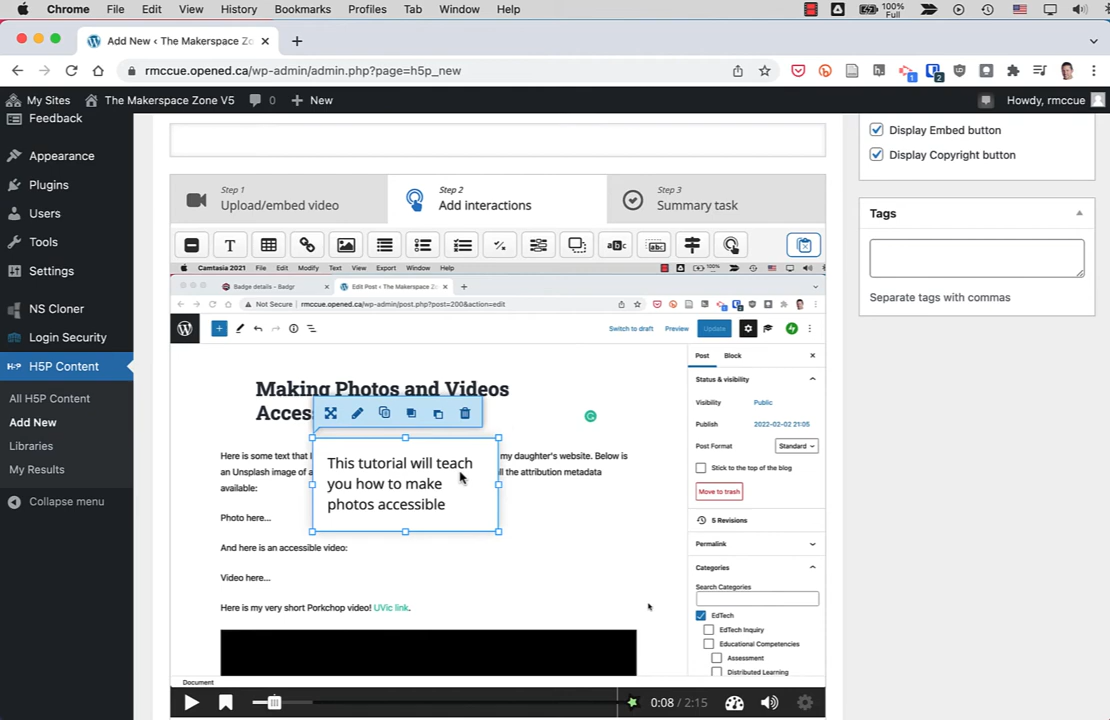 Chrome File Edit View History Bookmarks Profiles Tab Window Help 100% Full
Add New ‹ The Makerspace Zo
rmccue.opened.ca/wp-admin/admin.php?page=h5p_new
My Sites The Makerspace Zone V5 New Howdy, rmccue
Feedback
Appearance
Plugins
Users
Tools
Settings
NS Cloner
Login Security
H5P Content
All H5P Content
Add New
Libraries
My Results
Collapse menu
Step 1
Upload/embed video
Step 2
Add interactions
Step 3
Summary task
Display Embed button
Display Copyright button
Tags
Separate tags with commas
Camtasia 2021 File Edit Modify Text View Export Window Help 100% Full
Badge details - Badgr
Edit Post ‹ The Makerspace Zo
Not Secure rmccue.opened.ca/wp-admin/post.php?post=200&action=edit
Switch to draft Preview Update
Making Photos and Videos
Acces
Here is some text that I
my daughter's website. Below is
an Unsplash image of a
ll the attribution metadata
available:
This tutorial will teach
you how to make
photos accessible
Photo here...
And here is an accessible video:
Video here...
Here is my very short Porkchop video! UVic link.
Document
Post Block
Status & visibility
Visibility Public
Publish 2022-02-02 21:05
Post Format Standard
Stick to the top of the blog
Move to trash
5 Revisions
Permalink
Categories
Search Categories
EdTech
EdTech Inquiry
Educational Competencies
Assessment
Distributed Learning
0:08 / 2:15